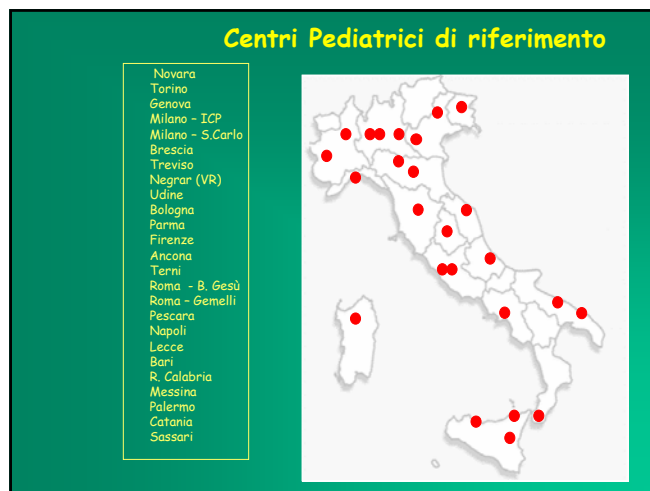 Centri Pediatrici di riferimento
Novara
Torino
Genova
Milano – ICP
Milano – S.Carlo
Brescia
Treviso
Negrar (VR)
Udine
Bologna
Parma
Firenze
Ancona
Terni
Roma - B. Gesù
Roma – Gemelli
Pescara
Napoli
Lecce
Bari
R. Calabria
Messina
Palermo
Catania
Sassari